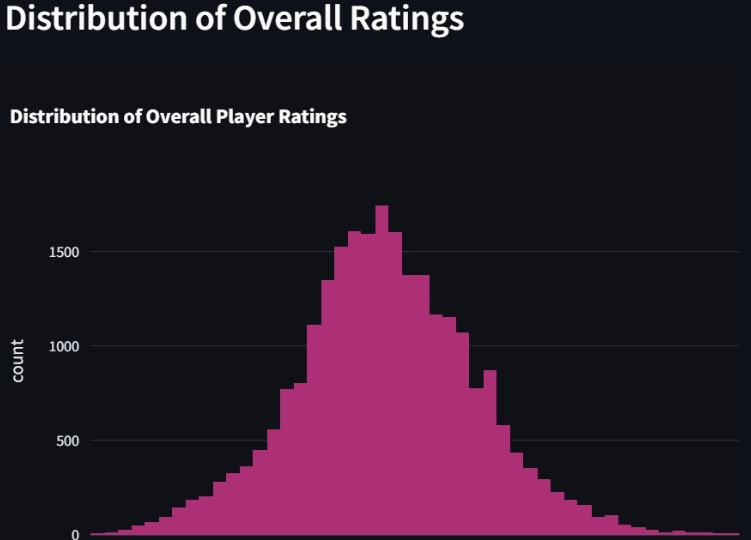 Distribution of Overall Ratings
Distribution of Overall Player Ratings
1500
1000
500
0
count